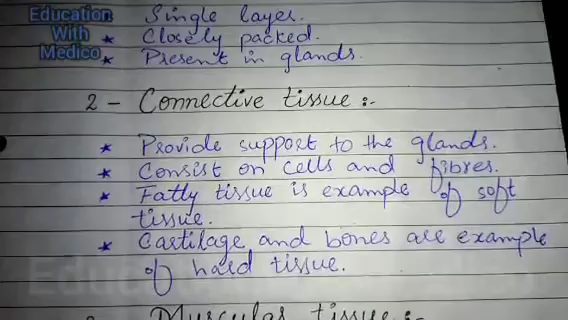 Education
With
Medico
Single layer.
* Closely packed.
* Present in glands.
2 - Connective tissue :-
* Provide support to the glands.
* Consist on cells and fibres.
* Fatty tissue is example of soft
tissue.
* Cartilage and bones are example
of hard tissue.
Muscular tissue :-